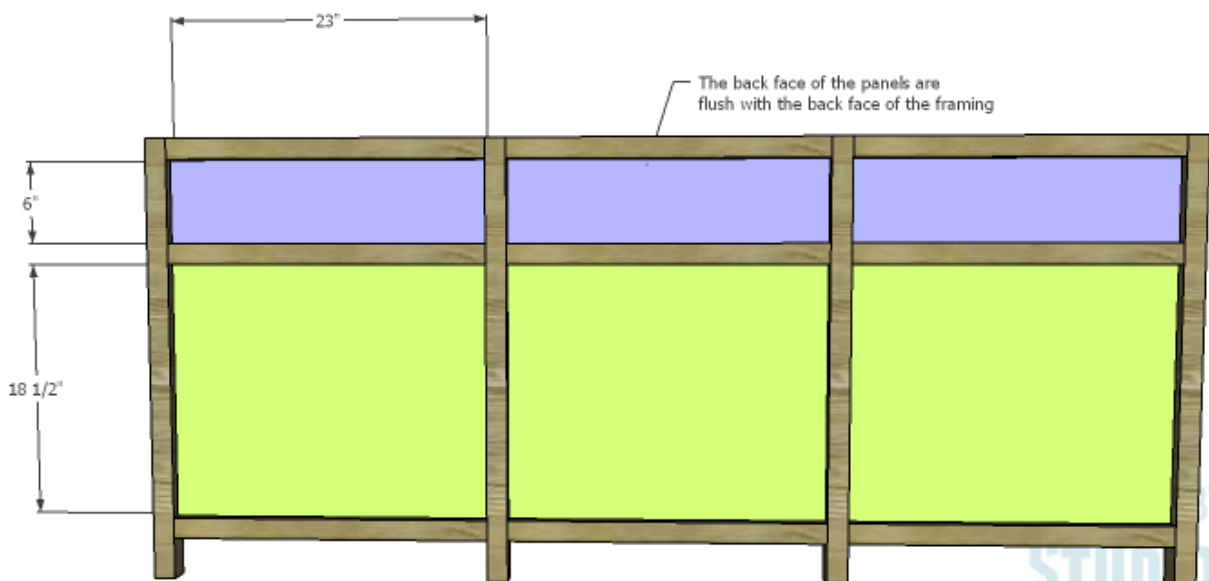 23"
The back face of the panels are
flush with the back face of the framing
6"
18 1/2"